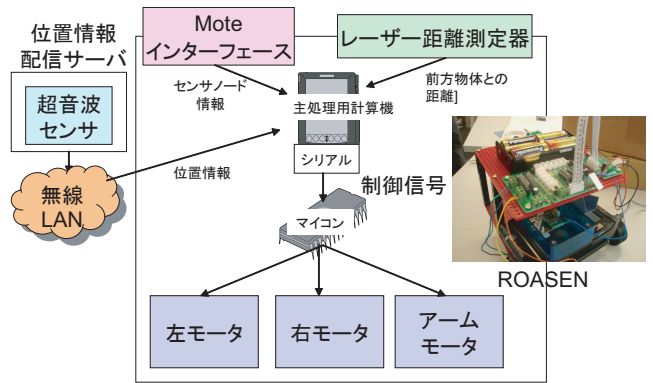 位置情報
配信サーバ
超音波
センサ
無線
LAN
Mote
インターフェース
レーザー距離測定器
センサノード
情報
前方物体との
距離]
主処理用計算機
シリアル
位置情報
制御信号
マイコン
左モータ
右モータ
アーム
モータ
ROASEN